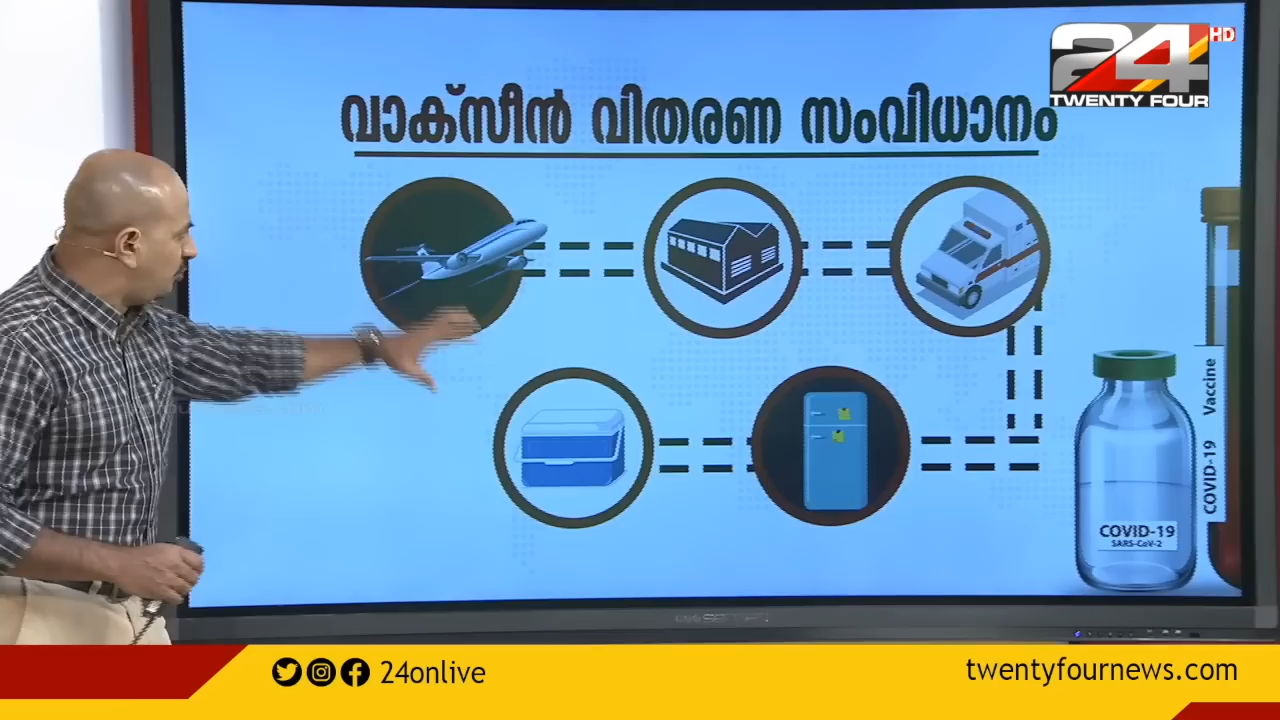 24 HD
TWENTY FOUR
വാക്സീൻ വിതരണ സംവിധാനം
COVID-19 Vaccine
COVID-19
SARS-CoV-2
24onlive
twentyfournews.com